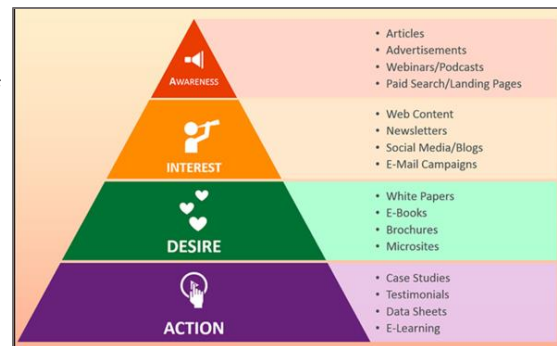 AWARENESS
• Articles
• Advertisements
• Webinars/Podcasts
• Paid Search/Landing Pages
INTEREST
• Web Content
• Newsletters
• Social Media/Blogs
• E-Mail Campaigns
DESIRE
• White Papers
• E-Books
• Brochures
• Microsites
ACTION
• Case Studies
• Testimonials
• Data Sheets
• E-Learning